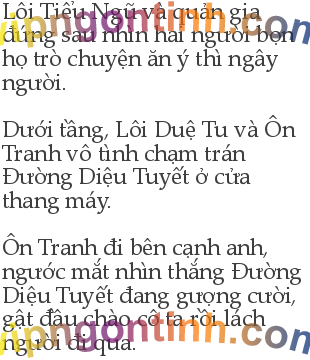 Lôi Tiểu Ngũ và quản gia
đứng sau nhìn hai người bọn
họ trò chuyện ăn ý thì ngây
người.
Dưới tầng, Lôi Duệ Tu và Ôn
Tranh vô tình chạm trán
Đường Diệu Tuyết ở cửa
thang máy.
Ôn Tranh đi bên cạnh anh,
ngước mắt nhìn thẳng Đường
Diệu Tuyết đang gượng cười,
gật đầu chào cô ta rồi lách
người đi qua.